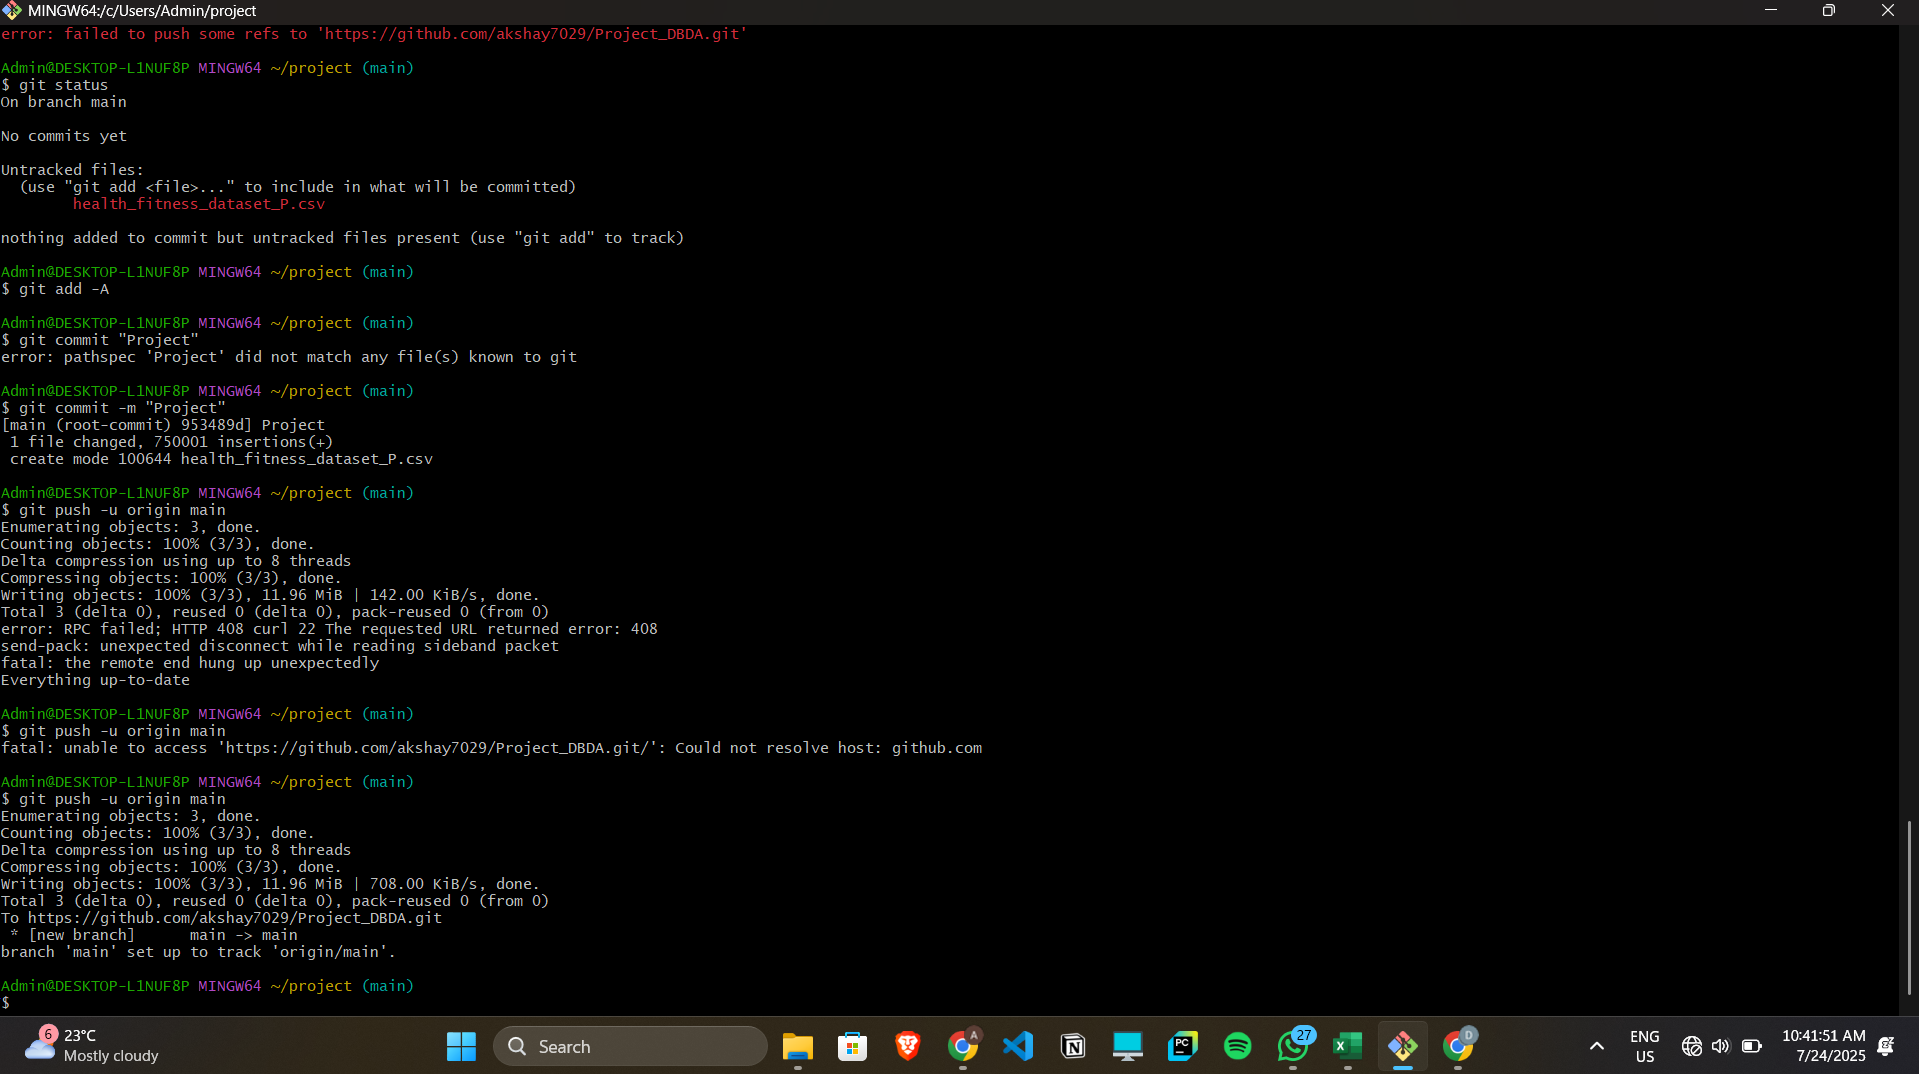 MINGW64:/c/Users/Admin/project
error: failed to push some refs to 'https://github.com/akshay7029/Project_DBDA.git'
Admin@DESKTOP-L1NUF8P MINGW64 ~/project (main)
$ git status
On branch main
No commits yet
Untracked files:
  (use "git add <file>..." to include in what will be committed)
        health_fitness_dataset_P.csv
nothing added to commit but untracked files present (use "git add" to track)
Admin@DESKTOP-L1NUF8P MINGW64 ~/project (main)
$ git add -A
Admin@DESKTOP-L1NUF8P MINGW64 ~/project (main)
$ git commit "Project"
error: pathspec 'Project' did not match any file(s) known to git
Admin@DESKTOP-L1NUF8P MINGW64 ~/project (main)
$ git commit -m "Project"
[main (root-commit) 953489d] Project
 1 file changed, 750001 insertions(+)
 create mode 100644 health_fitness_dataset_P.csv
Admin@DESKTOP-L1NUF8P MINGW64 ~/project (main)
$ git push -u origin main
Enumerating objects: 3, done.
Counting objects: 100% (3/3), done.
Delta compression using up to 8 threads
Compressing objects: 100% (3/3), done.
Writing objects: 100% (3/3), 11.96 MiB | 142.00 KiB/s, done.
Total 3 (delta 0), reused 0 (delta 0), pack-reused 0 (from 0)
error: RPC failed; HTTP 408 curl 22 The requested URL returned error: 408
send-pack: unexpected disconnect while reading sideband packet
fatal: the remote end hung up unexpectedly
Everything up-to-date
Admin@DESKTOP-L1NUF8P MINGW64 ~/project (main)
$ git push -u origin main
fatal: unable to access 'https://github.com/akshay7029/Project_DBDA.git/': Could not resolve host: github.com
Admin@DESKTOP-L1NUF8P MINGW64 ~/project (main)
$ git push -u origin main
Enumerating objects: 3, done.
Counting objects: 100% (3/3), done.
Delta compression using up to 8 threads
Compressing objects: 100% (3/3), done.
Writing objects: 100% (3/3), 11.96 MiB | 708.00 KiB/s, done.
Total 3 (delta 0), reused 0 (delta 0), pack-reused 0 (from 0)
To https://github.com/akshay7029/Project_DBDA.git
 * [new branch]      main -> main
branch 'main' set up to track 'origin/main'.
Admin@DESKTOP-L1NUF8P MINGW64 ~/project (main)
$
6
23°C
Mostly cloudy
Search
A
N
PC
27
X
D
ENG
US
10:41:51 AM
7/24/2025